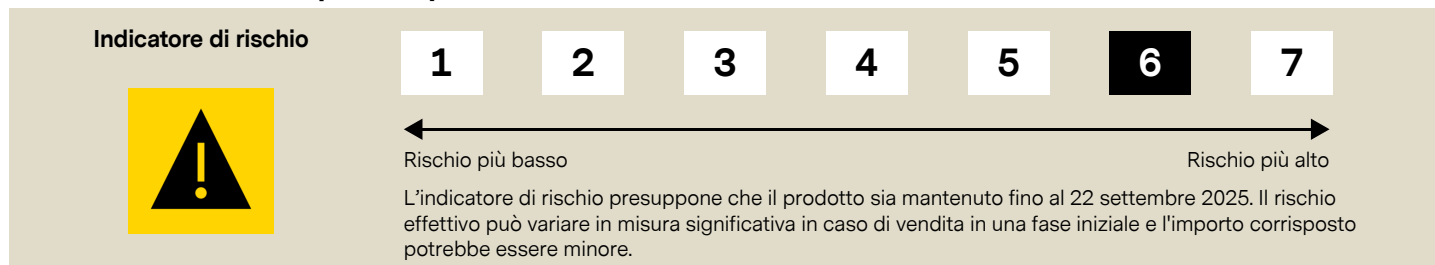 Indicatore di rischio
1 2 3 4 5 6 7
Rischio più basso Rischio più alto
L'indicatore di rischio presuppone che il prodotto sia mantenuto fino al 22 settembre 2025. Il rischio
effettivo può variare in misura significativa in caso di vendita in una fase iniziale e l'importo corrisposto
potrebbe essere minore.